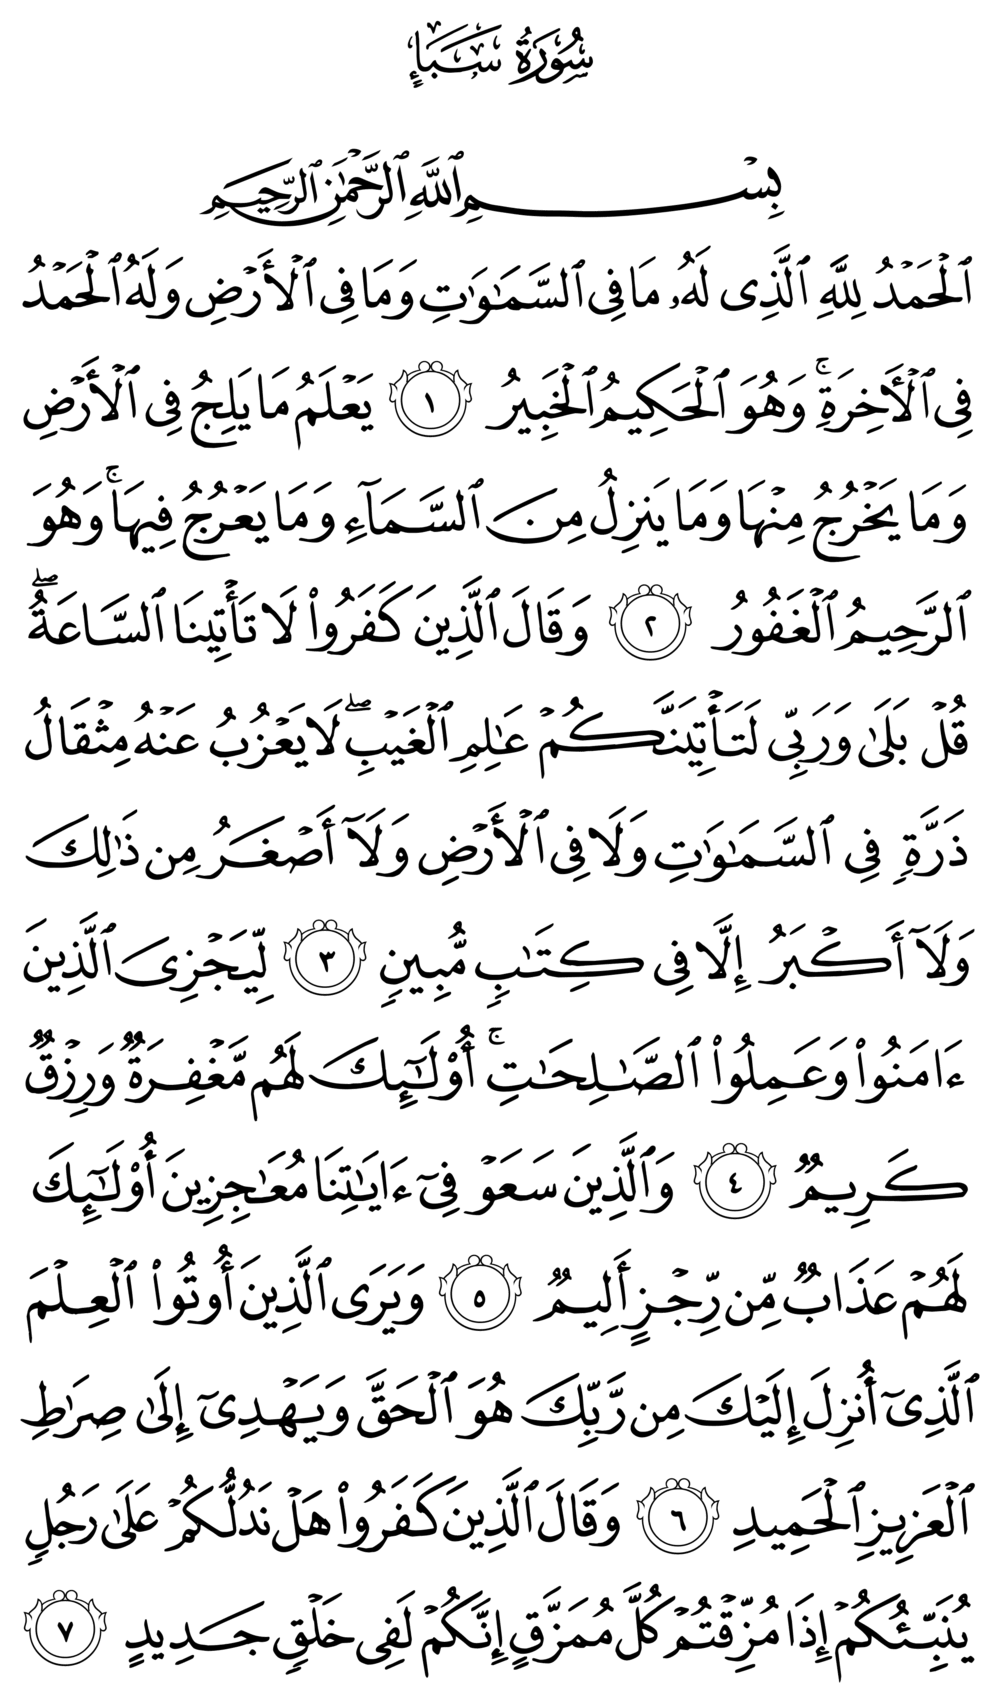 سُورَةُ سَبَإٍ
بِسْمِ ٱللَّهِ ٱلرَّحْمَٰنِ ٱلرَّحِيمِ
ٱلْحَمْدُ لِلَّهِ ٱلَّذِى لَهُۥ مَا فِى ٱلسَّمَٰوَٰتِ وَمَا فِى ٱلْأَرْضِ وَلَهُ ٱلْحَمْدُ
فِى ٱلْـَٔاخِرَةِ ۚ وَهُوَ ٱلْحَكِيمُ ٱلْخَبِيرُ ١ يَعْلَمُ مَا يَلِجُ فِى ٱلْأَرْضِ
وَمَا يَخْرُجُ مِنْهَا وَمَا يَنزِلُ مِنَ ٱلسَّمَآءِ وَمَا يَعْرُجُ فِيهَا ۚ وَهُوَ
ٱلرَّحِيمُ ٱلْغَفُورُ ٢ وَقَالَ ٱلَّذِينَ كَفَرُوا۟ لَا تَأْتِينَا ٱلسَّاعَةُ ۖ
قُلْ بَلَىٰ وَرَبِّى لَتَأْتِيَنَّكُمْ عَٰلِمِ ٱلْغَيْبِ ۖ لَا يَعْزُبُ عَنْهُ مِثْقَالُ
ذَرَّةٍ فِى ٱلسَّمَٰوَٰتِ وَلَا فِى ٱلْأَرْضِ وَلَآ أَصْغَرُ مِن ذَٰلِكَ
وَلَآ أَكْبَرُ إِلَّا فِى كِتَٰبٍ مُّبِينٍ ٣ لِّيَجْزِىَ ٱلَّذِينَ
ءَامَنُوا۟ وَعَمِلُوا۟ ٱلصَّٰلِحَٰتِ ۚ أُو۟لَٰٓئِكَ لَهُم مَّغْفِرَةٌ وَرِزْقٌ
كَرِيمٌ ٤ وَٱلَّذِينَ سَعَوْ فِىٓ ءَايَٰتِنَا مُعَٰجِزِينَ أُو۟لَٰٓئِكَ
لَهُمْ عَذَابٌ مِّن رِّجْزٍ أَلِيمٌ ٥ وَيَرَى ٱلَّذِينَ أُوتُوا۟ ٱلْعِلْمَ
ٱلَّذِىٓ أُنزِلَ إِلَيْكَ مِن رَّبِّكَ هُوَ ٱلْحَقَّ وَيَهْدِىٓ إِلَىٰ صِرَٰطِ
ٱلْعَزِيزِ ٱلْحَمِيدِ ٦ وَقَالَ ٱلَّذِينَ كَفَرُوا۟ هَلْ نَدُلُّكُمْ عَلَىٰ رَجُلٍ
يُنَبِّئُكُمْ إِذَا مُزِّقْتُمْ كُلَّ مُمَزَّقٍ إِنَّكُمْ لَفِى خَلْقٍ جَدِيدٍ ٧